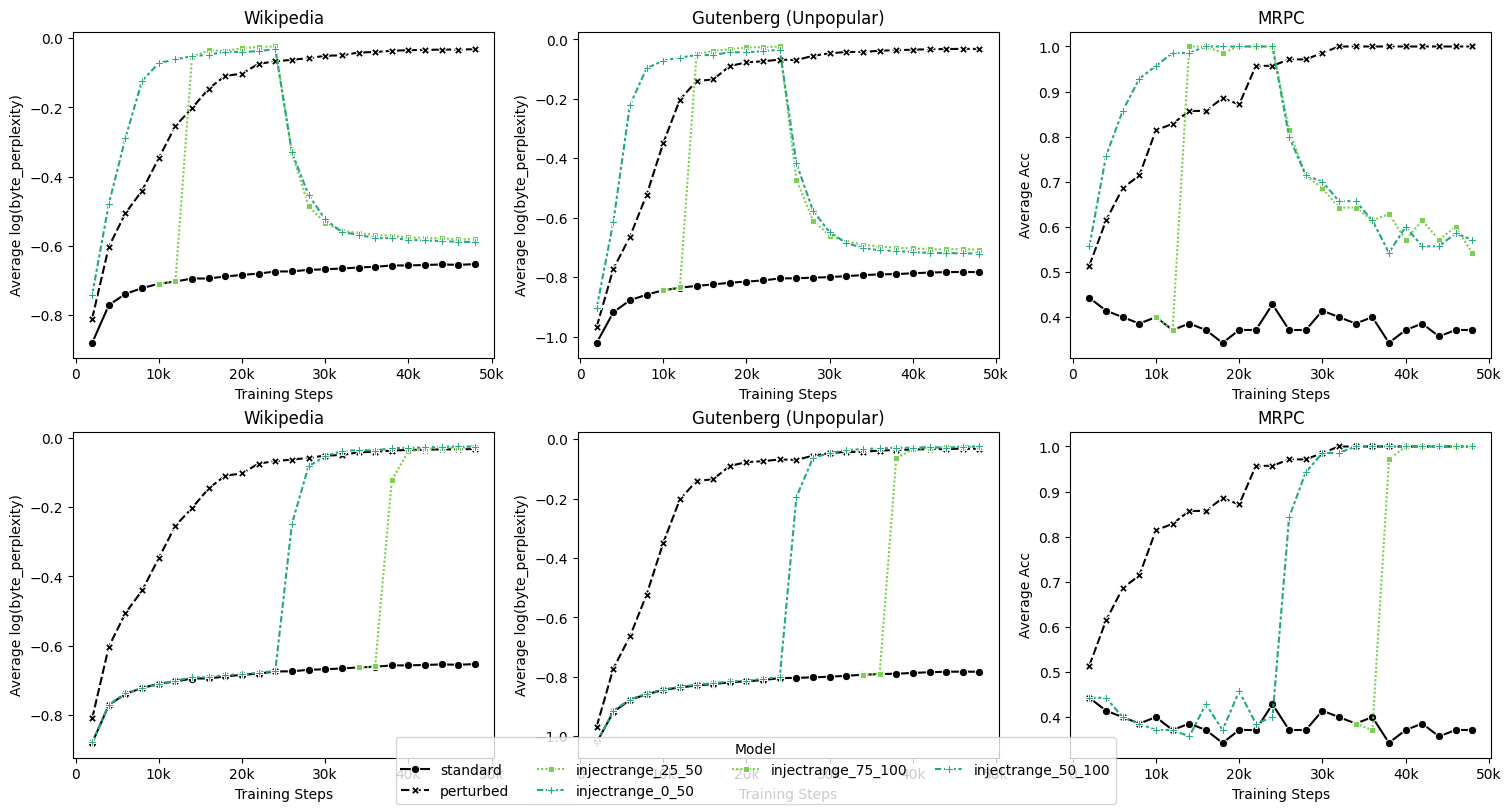 Wikipedia
Gutenberg (Unpopular)
MRPC
Average log(byte_perplexity)
0.0
−0.2
−0.4
−0.6
−0.8
0
10k
20k
30k
40k
50k
Training Steps
Average log(byte_perplexity)
0.0
−0.2
−0.4
−0.6
−0.8
−1.0
0
10k
20k
30k
40k
50k
Training Steps
Average Acc
1.0
0.9
0.8
0.7
0.6
0.5
0.4
0
10k
20k
30k
40k
50k
Training Steps
Wikipedia
Gutenberg (Unpopular)
MRPC
Average log(byte_perplexity)
0.0
−0.2
−0.4
−0.6
−0.8
0
10k
20k
30k
40k
50k
Training Steps
Average log(byte_perplexity)
0.0
−0.2
−0.4
−0.6
−0.8
−1.0
0
10k
20k
30k
40k
50k
Training Steps
Average Acc
1.0
0.9
0.8
0.7
0.6
0.5
0.4
0
10k
20k
30k
40k
50k
Training Steps
Model
standard
perturbed
injectrange_25_50
injectrange_0_50
injectrange_75_100
injectrange_50_100